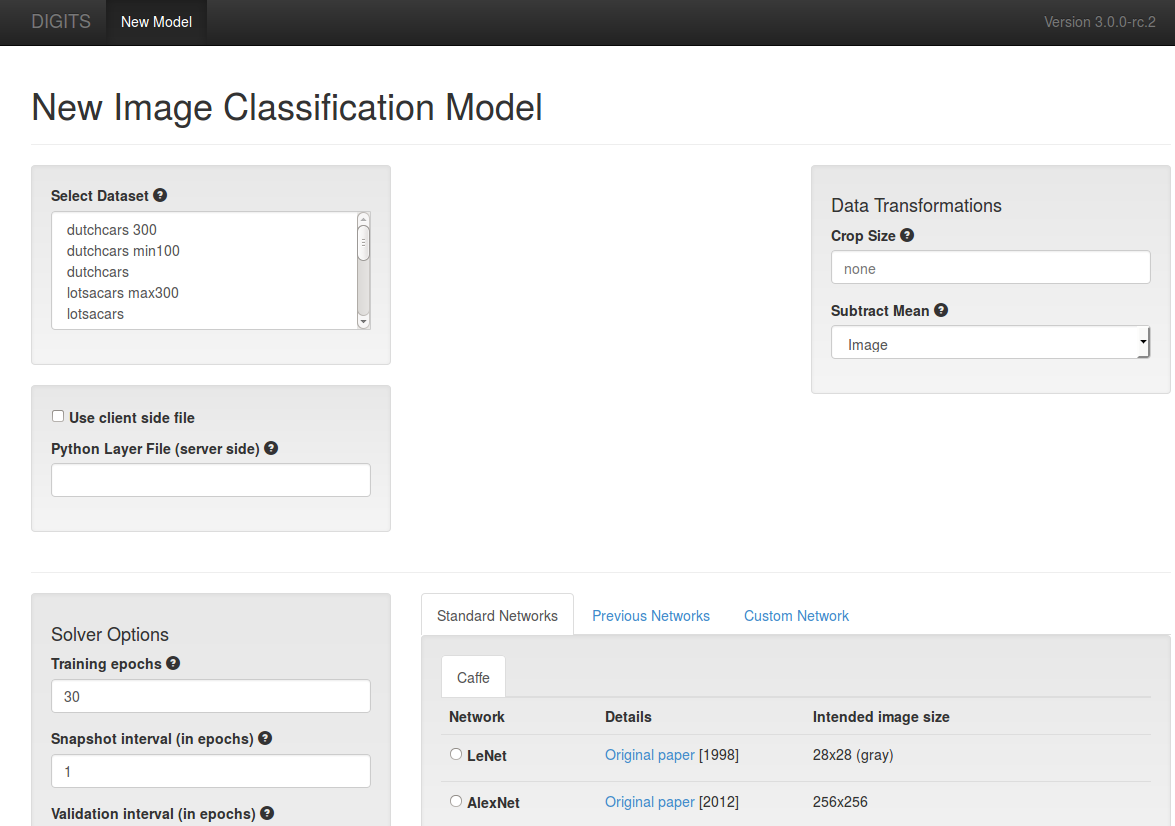 DIGITS New Model Version 3.0.0-rc.2
New Image Classification Model
Select Dataset
dutchcars 300
dutchcars min100
dutchcars
lotsacars max300
lotsacars
Use client side file
Python Layer File (server side)
Data Transformations
Crop Size
none
Subtract Mean
Image
Solver Options
Training epochs
30
Snapshot interval (in epochs)
1
Validation interval (in epochs)
Standard Networks Previous Networks Custom Network
Caffe
Network Details Intended image size
LeNet Original paper [1998] 28x28 (gray)
AlexNet Original paper [2012] 256x256